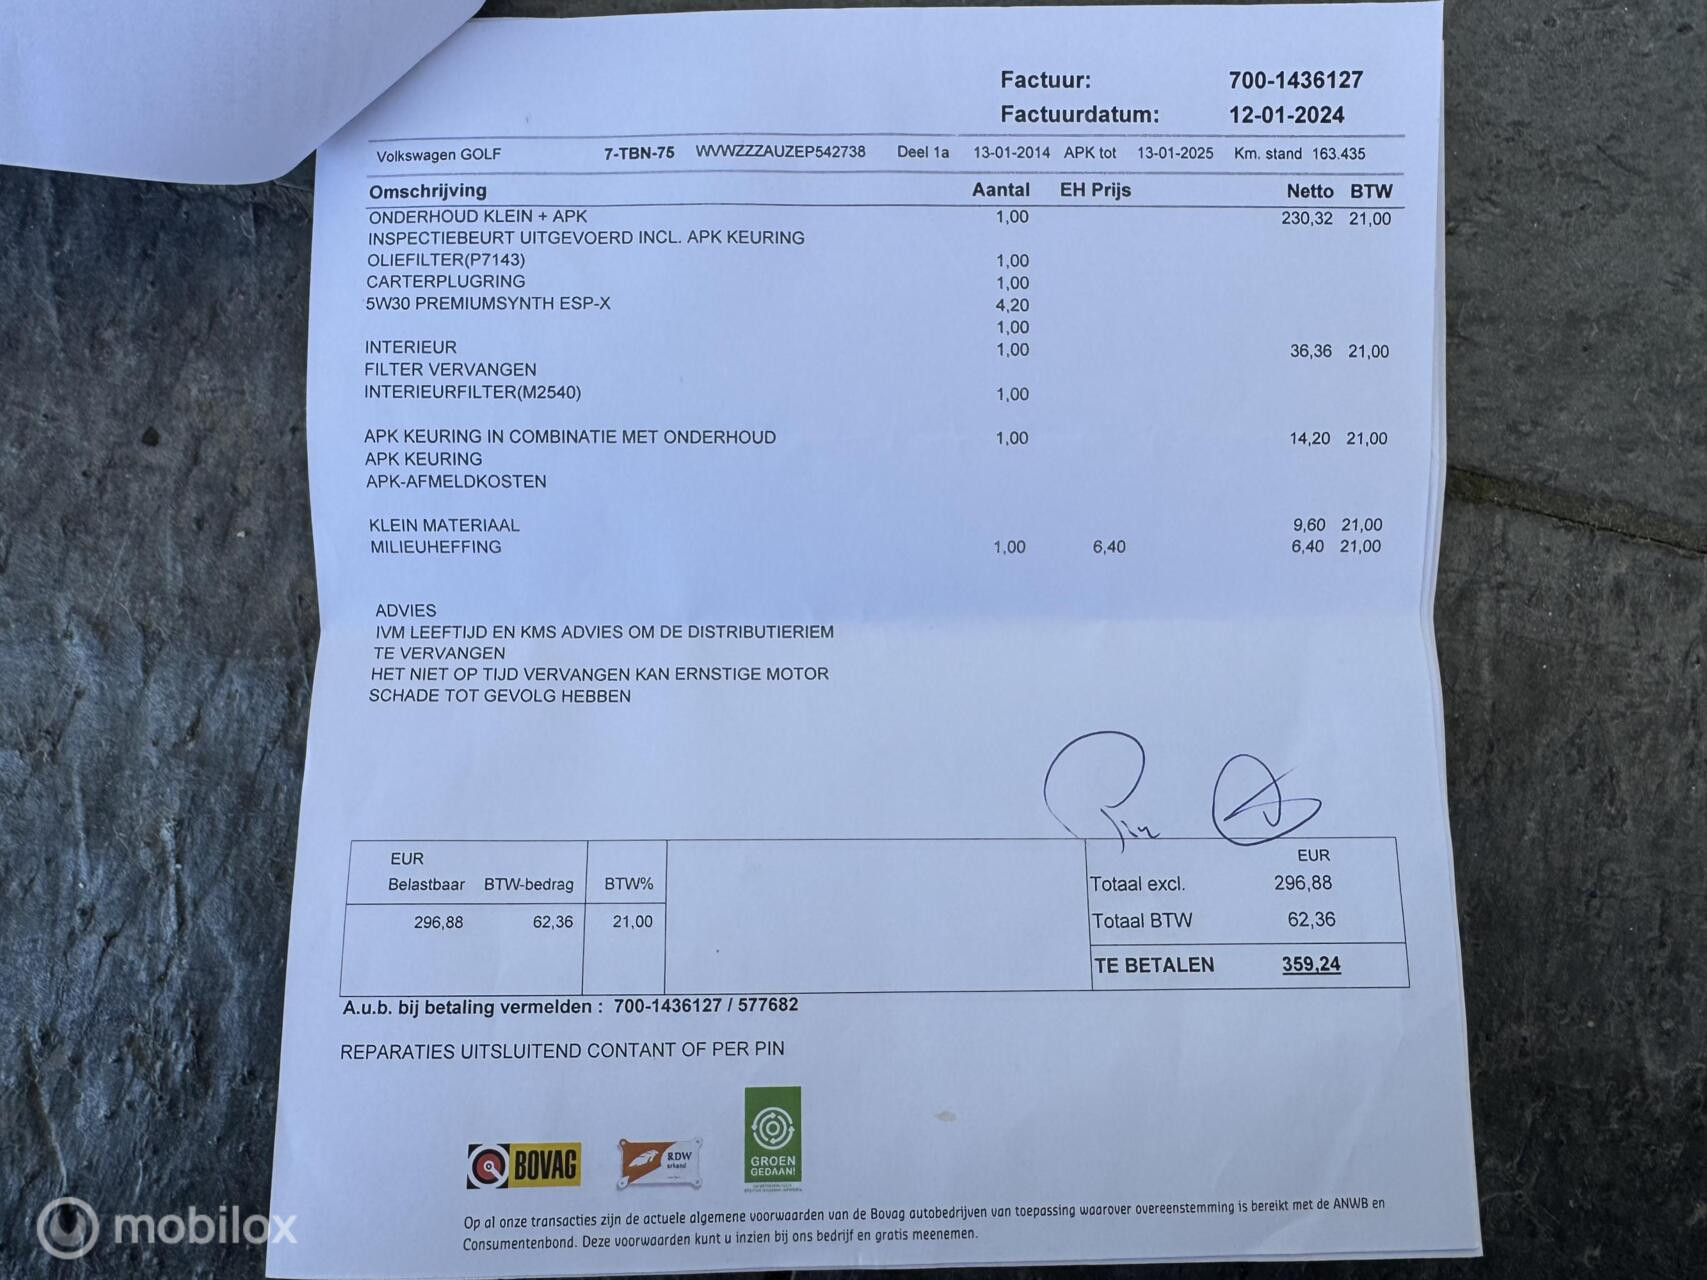 Factuur: 700-1436127
Factuurdatum: 12-01-2024
Volkswagen GOLF 7-TBN-75 WVWZZZAUZEP542738 Deel 1a 13-01-2014 APK tot 13-01-2025 Km. stand 163.435
Omschrijving Aantal EH Prijs Netto BTW
ONDERHOUD KLEIN + APK 1,00 230,32 21,00
INSPECTIEBEURT UITGEVOERD INCL. APK KEURING
OLIEFILTER(P7143) 1,00
CARTERPLUGRING 1,00
5W30 PREMIUMSYNTH ESP-X 4,20
1,00
INTERIEUR 1,00 36,36 21,00
FILTER VERVANGEN
INTERIEURFILTER(M2540) 1,00
APK KEURING IN COMBINATIE MET ONDERHOUD 1,00 14,20 21,00
APK KEURING
APK-AFMELDKOSTEN
KLEIN MATERIAAL 9,60 21,00
MILIEUHEFFING 1,00 6,40 6,40 21,00
ADVIES
IVM LEEFTIJD EN KMS ADVIES OM DE DISTRIBUTIERIEM
TE VERVANGEN
HET NIET OP TIJD VERVANGEN KAN ERNSTIGE MOTOR
SCHADE TOT GEVOLG HEBBEN
Pin
EUR EUR
Belastbaar BTW-bedrag BTW% Totaal excl. 296,88
296,88 62,36 21,00 Totaal BTW 62,36
TE BETALEN 359,24
A.u.b. bij betaling vermelden : 700-1436127 / 577682
REPARATIES UITSLUITEND CONTANT OF PER PIN
BOVAG
RDW
erkend
GROEN
GEDAAN!
Op al onze transacties zijn de actuele algemene voorwaarden van de Bovag autobedrijven van toepassing waarover overeenstemming is bereikt met de ANWB en
Consumentenbond. Deze voorwaarden kunt u inzien bij ons bedrijf en gratis meenemen.
mobilox